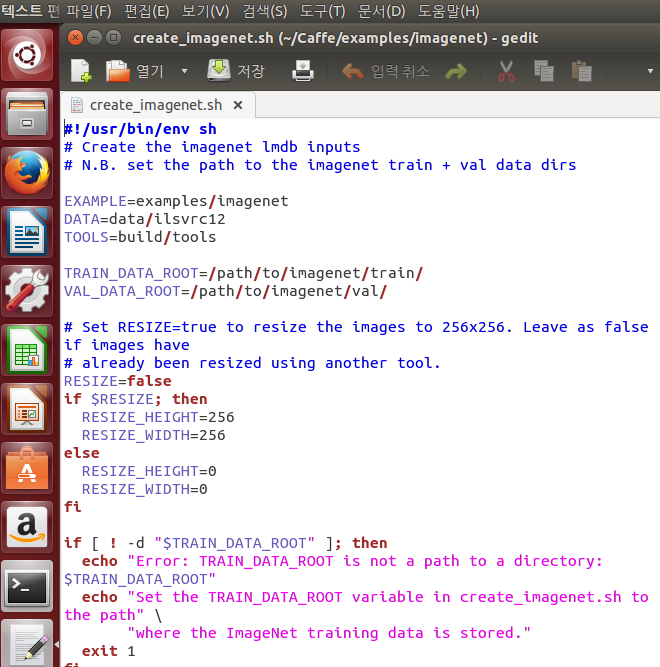 텍스트 편 파일(F) 편집(E) 보기(V) 검색(S) 도구(T) 문서(D) 도움말(H)
create_imagenet.sh (~/Caffe/examples/imagenet) - gedit
열기 저장 입력 취소
create_imagenet.sh x
#!/usr/bin/env sh
# Create the imagenet lmdb inputs
# N.B. set the path to the imagenet train + val data dirs
EXAMPLE=examples/imagenet
DATA=data/ilsvrc12
TOOLS=build/tools
TRAIN_DATA_ROOT=/path/to/imagenet/train/
VAL_DATA_ROOT=/path/to/imagenet/val/
# Set RESIZE=true to resize the images to 256x256. Leave as false
if images have
# already been resized using another tool.
RESIZE=false
if $RESIZE; then
  RESIZE_HEIGHT=256
  RESIZE_WIDTH=256
else
  RESIZE_HEIGHT=0
  RESIZE_WIDTH=0
fi
if [ ! -d "$TRAIN_DATA_ROOT" ]; then
  echo "Error: TRAIN_DATA_ROOT is not a path to a directory:
$TRAIN_DATA_ROOT"
  echo "Set the TRAIN_DATA_ROOT variable in create_imagenet.sh to
the path" \
       "where the ImageNet training data is stored."
  exit 1
fi